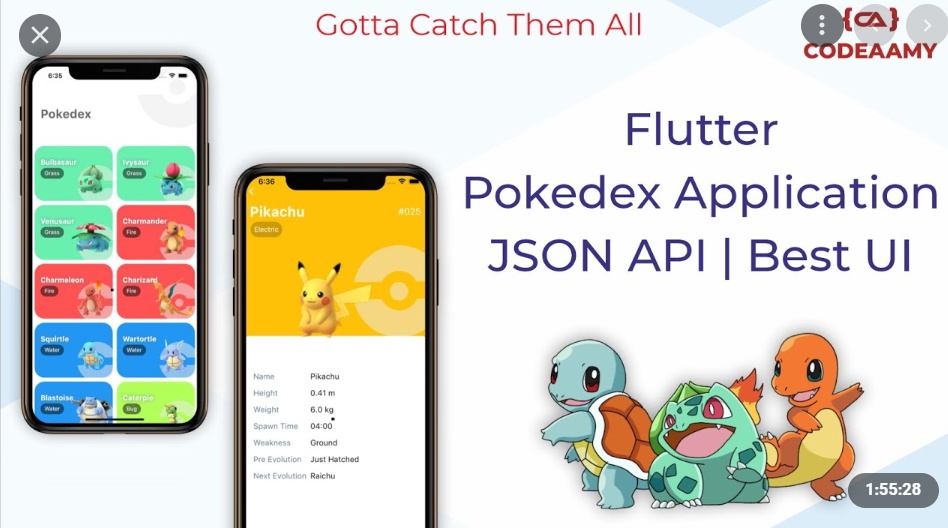 Gotta Catch Them All
{CA}
CODEAAMY
Flutter
Pokedex Application
JSON API | Best UI
6:35
Pokedex
Bulbasaur
Grass
Ivysaur
Grass
Venusaur
Grass
Charmander
Fire
Charmeleon
Fire
Charizard
Fire
Squirtle
Water
Wartortle
Water
Blastoise
Water
Caterpie
Bug
6:36
Pikachu
#025
Electric
Name Pikachu
Height 0.41 m
Weight 6.0 kg
Spawn Time 04:00
Weakness Ground
Pre Evolution Just Hatched
Next Evolution Raichu
1:55:28